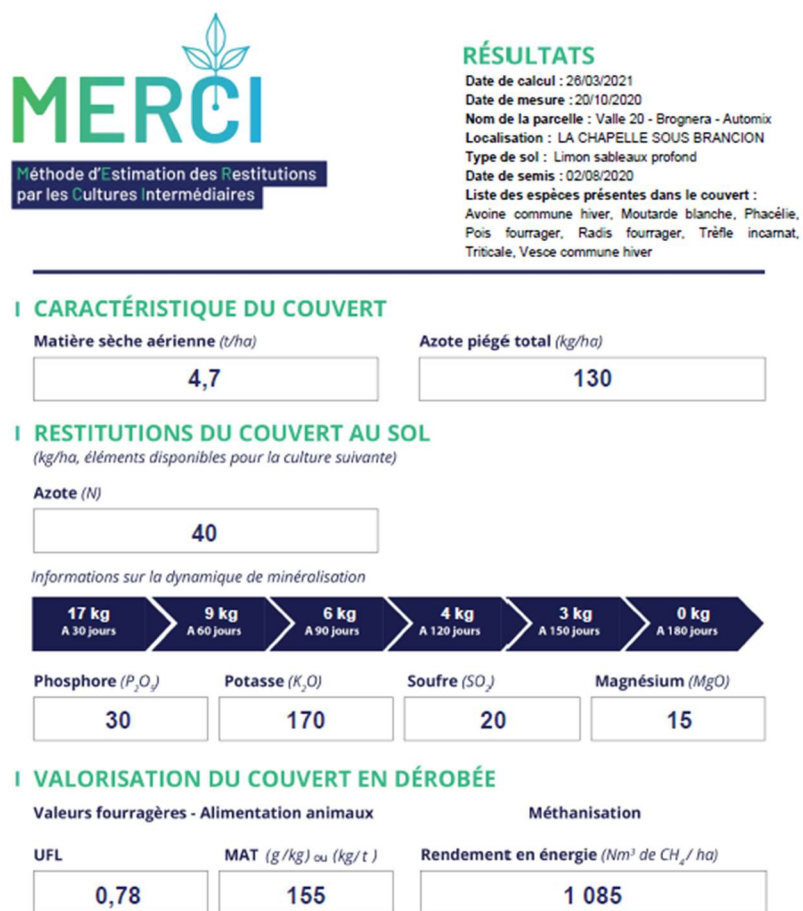 MERCI
Méthode d'Estimation des Restitutions
par les Cultures Intermédiaires
RÉSULTATS
Date de calcul : 26/03/2021
Date de mesure : 20/10/2020
Nom de la parcelle : Valle 20 - Brognera - Automix
Localisation : LA CHAPELLE SOUS BRANCION
Type de sol : Limon sableaux profond
Date de semis : 02/08/2020
Liste des espèces présentes dans le couvert :
Avoine commune hiver, Moutarde blanche, Phacélie,
Pois fourrager, Radis fourrager, Trèfle incarnat,
Triticale, Vesce commune hiver
CARACTÉRISTIQUE DU COUVERT
Matière sèche aérienne (t/ha) Azote piégé total (kg/ha)
4,7 130
RESTITUTIONS DU COUVERT AU SOL
(kg/ha, éléments disponibles pour la culture suivante)
Azote (N)
40
Informations sur la dynamique de minéralisation
17 kg 9 kg 6 kg 4 kg 3 kg 0 kg
A 30 jours A 60 jours A 90 jours A 120 jours A 150 jours A 180 jours
Phosphore (P₂O₅) Potasse (K₂O) Soufre (SO₂) Magnésium (MgO)
30 170 20 15
VALORISATION DU COUVERT EN DÉROBÉE
Valeurs fourragères - Alimentation animaux Méthanisation
UFL MAT (g/kg) ou (kg/t ) Rendement en énergie (Nm³ de CH₄/ ha)
0,78 155 1 085